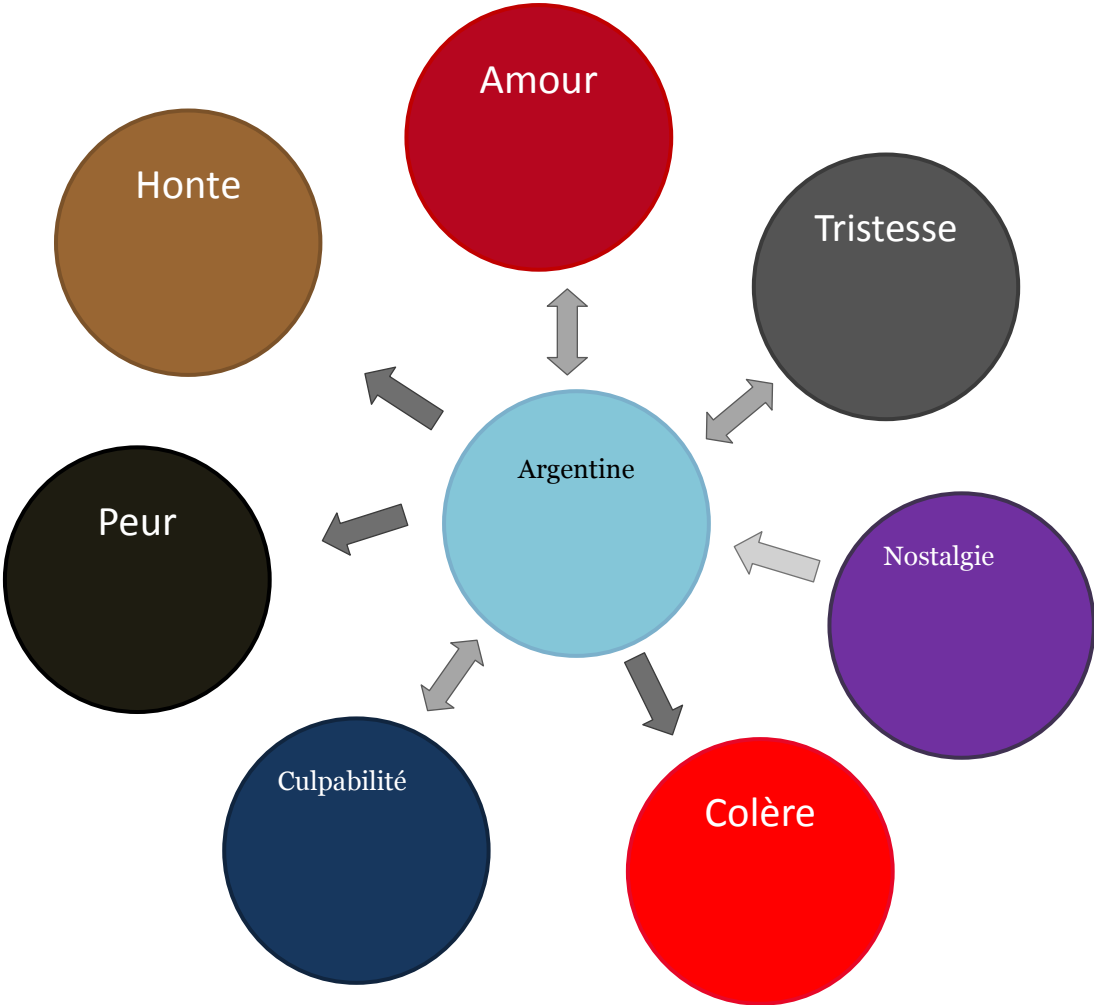 Amour
Honte
Tristesse
Argentine
Peur
Nostalgie
Culpabilité
Colère